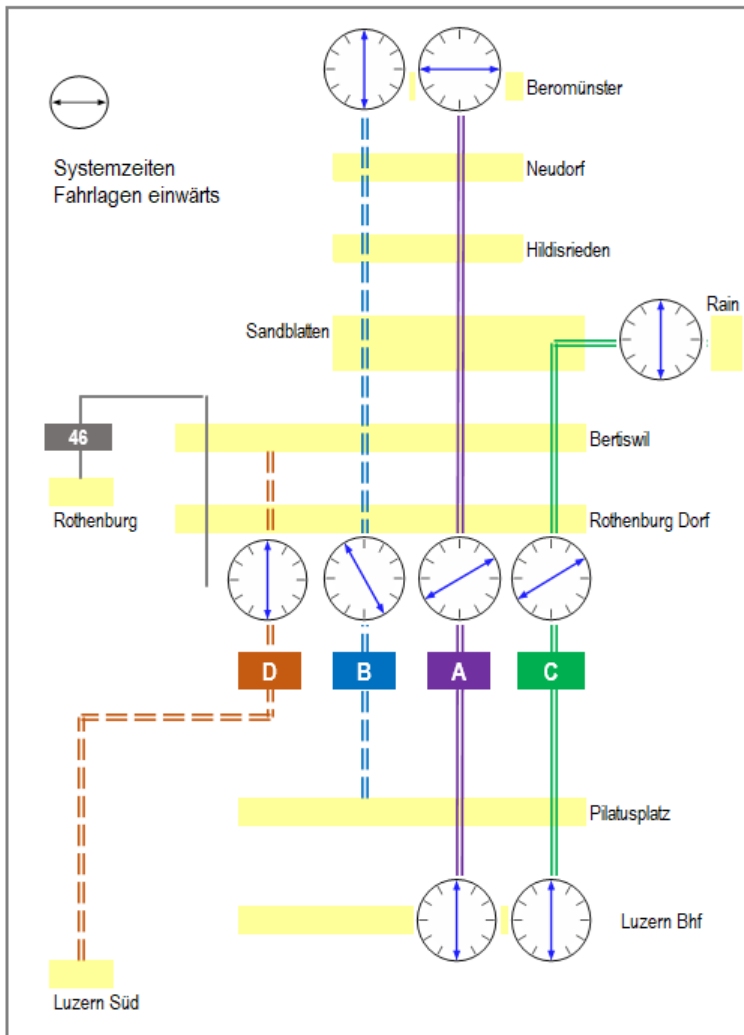 Beromünster
Systemzeiten
Fahrlagen einwärts
Neudorf
Hildisrieden
Rain
Sandblatten
46
Bertiswil
Rothenburg
Rothenburg Dorf
D
B
A
C
Pilatusplatz
Luzern Bhf
Luzern Süd